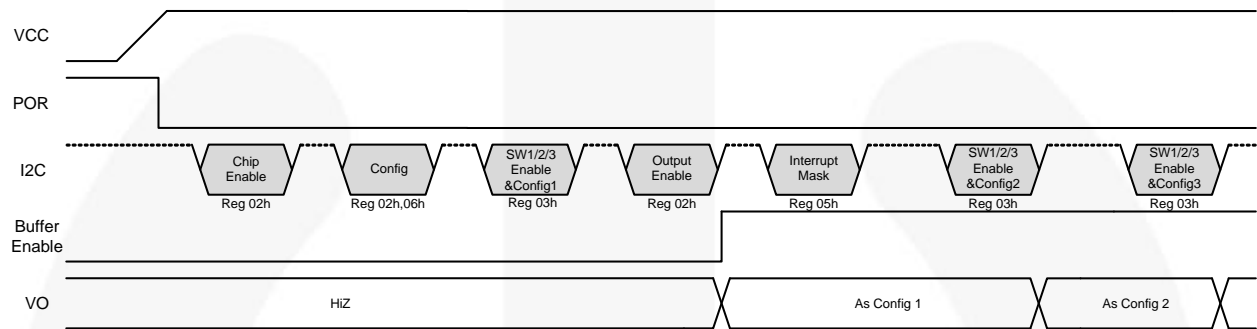 VCC
POR
I2C
Chip
Enable
Reg 02h
Config
Reg 02h,06h
SW1/2/3
Enable
&Config1
Reg 03h
Output
Enable
Reg 02h
Interrupt
Mask
Reg 05h
SW1/2/3
Enable
&Config2
Reg 03h
SW1/2/3
Enable
&Config3
Reg 03h
Buffer
Enable
VO
HiZ
As Config 1
As Config 2